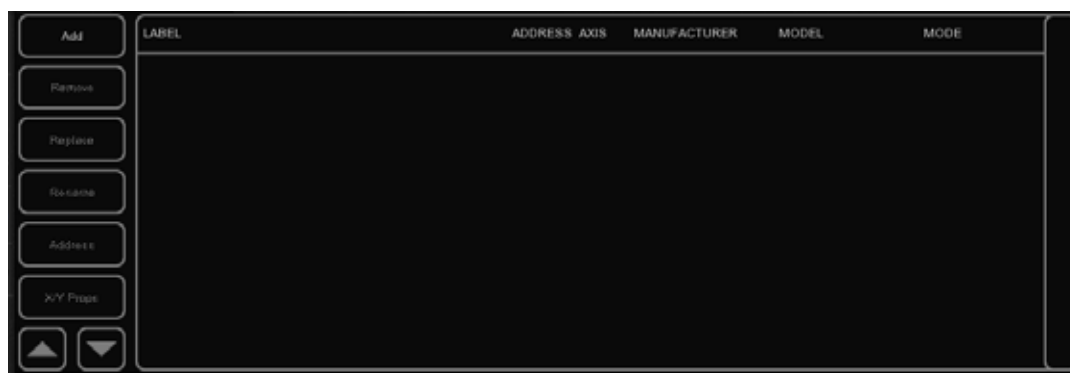 Add
LABEL ADDRESS AXIS MANUFACTURER MODEL MODE
Remove
Replace
Rename
Address
X/Y Props